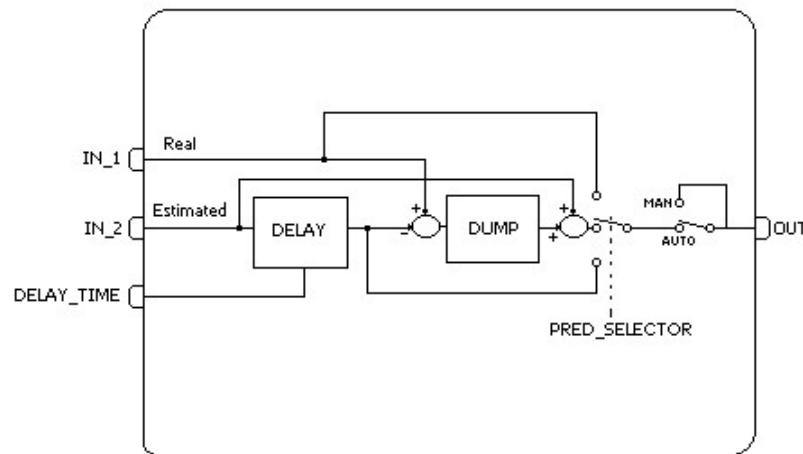 Real
IN_1
+
+
MAN
IN_2
Estimated
DELAY
-
DUMP
+
AUTO
OUT
DELAY_TIME
PRED_SELECTOR